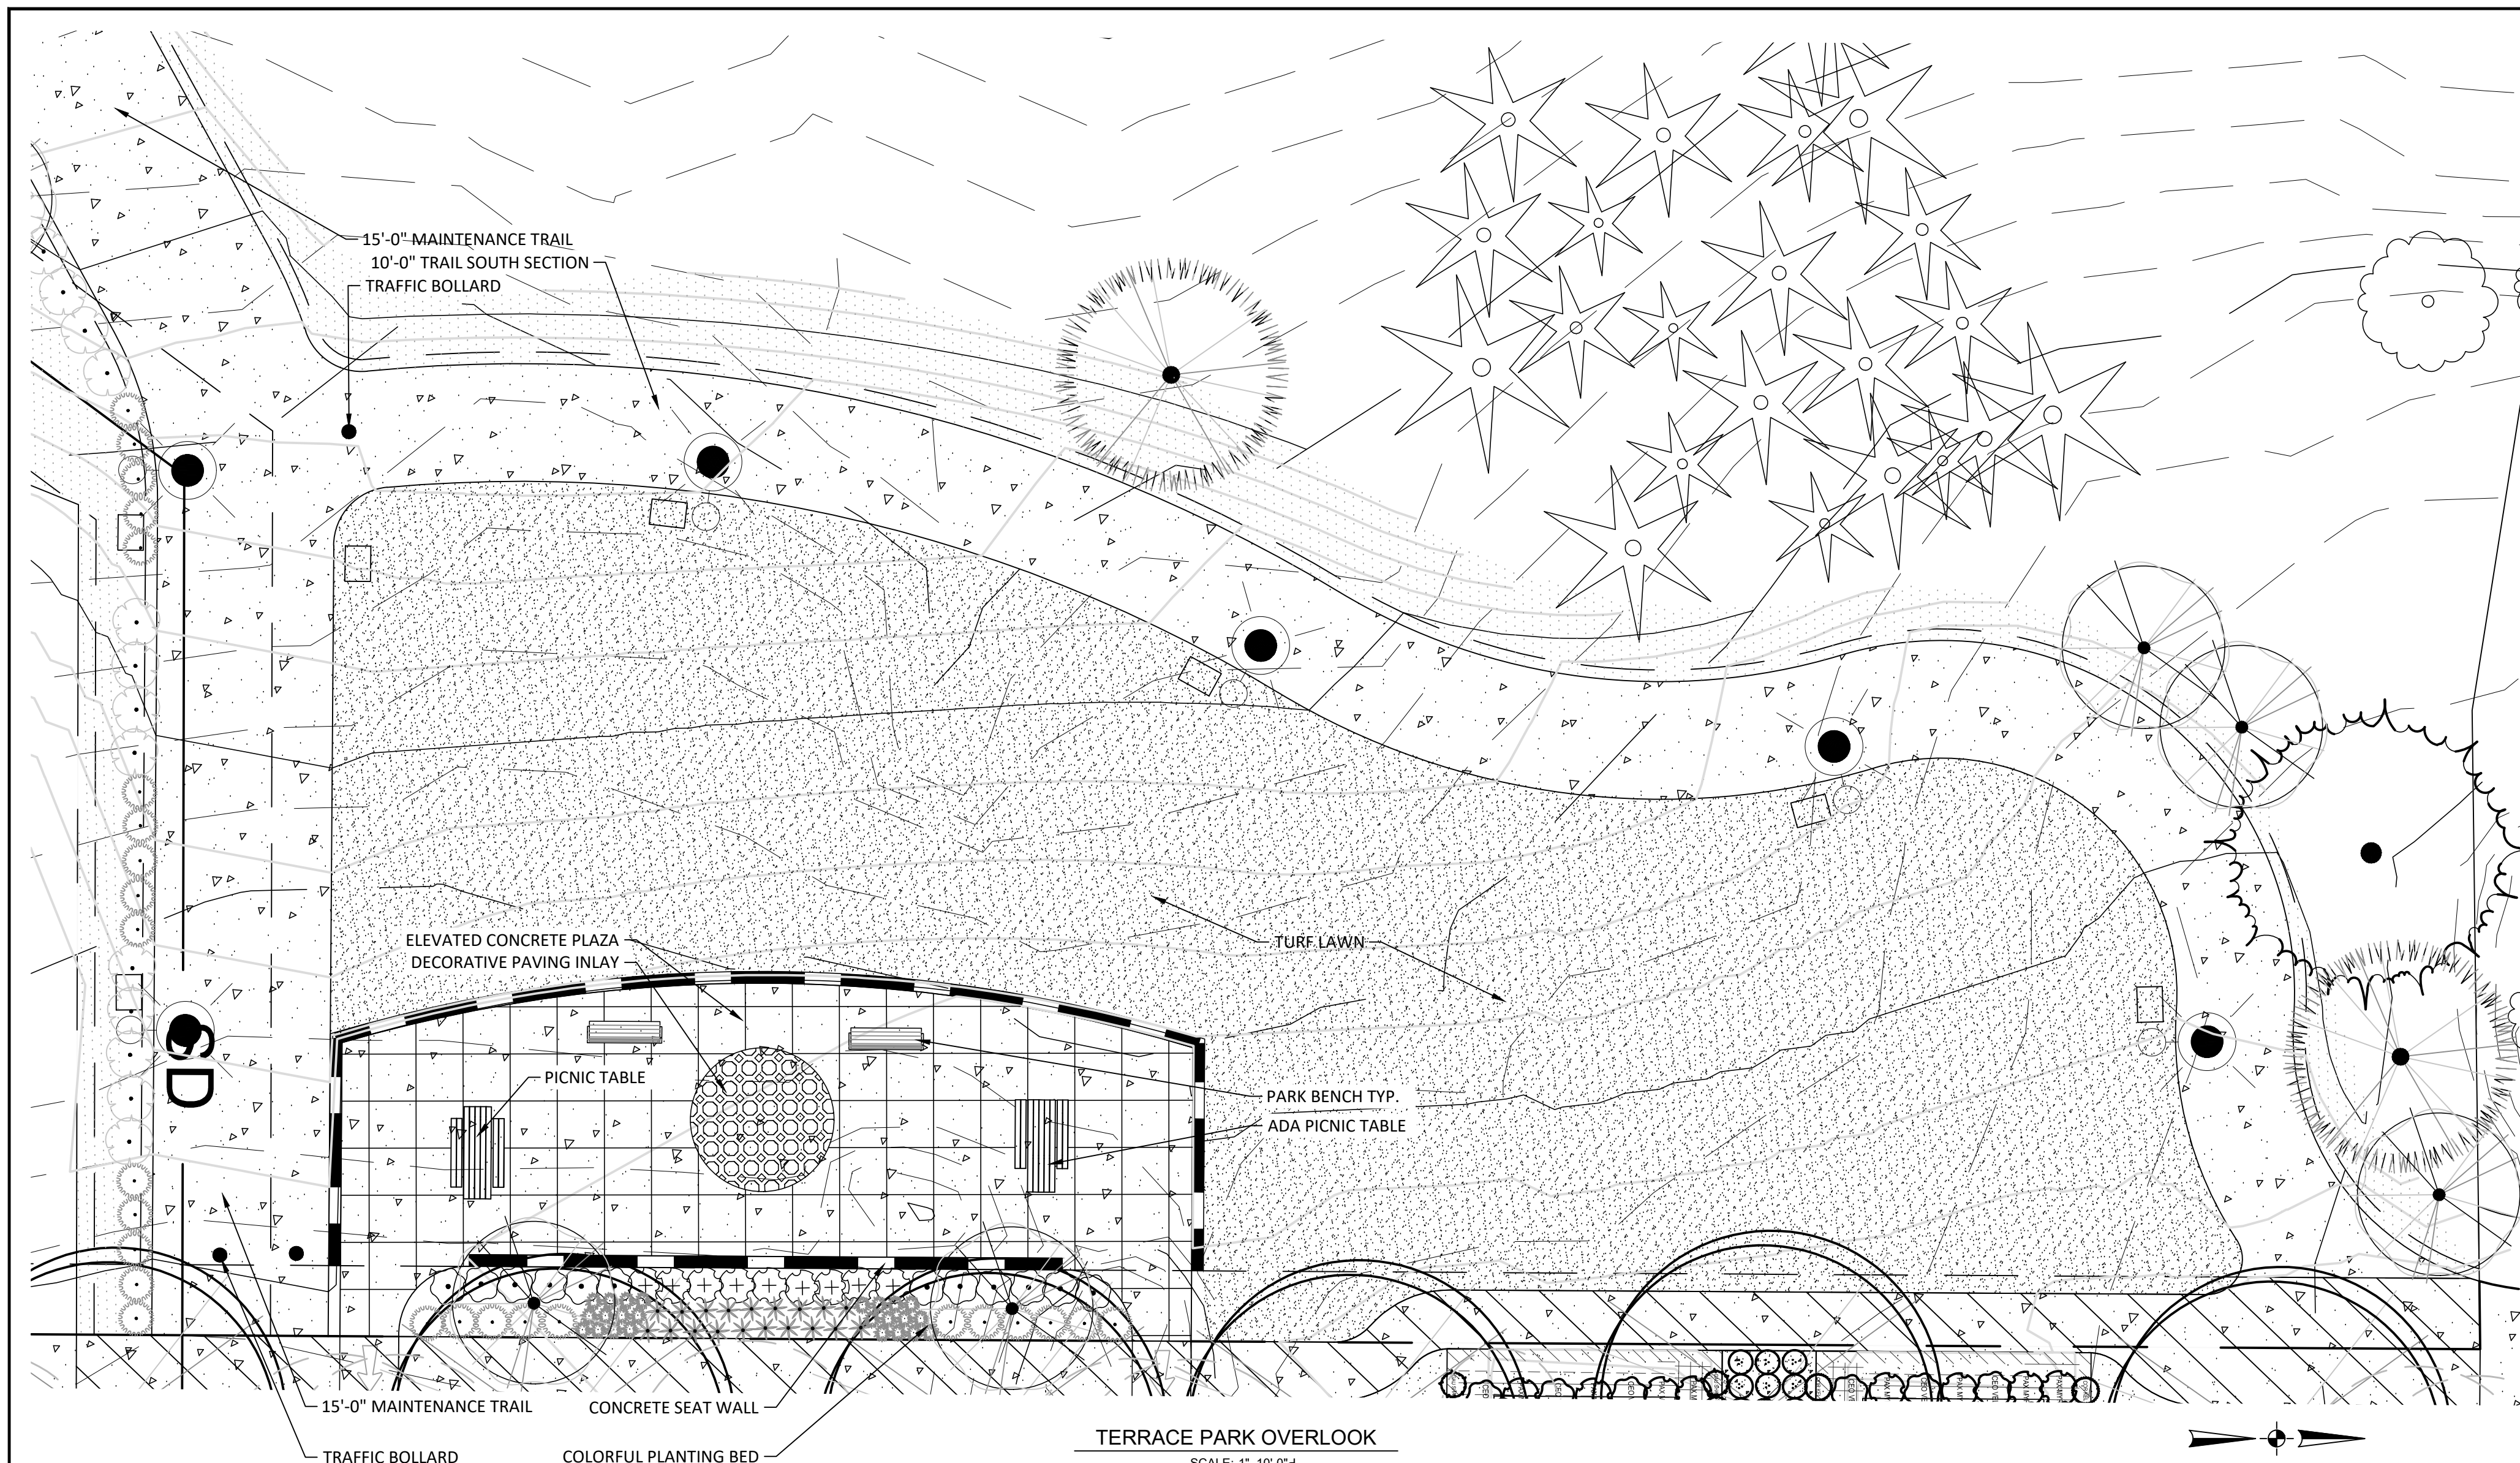 15'-0" MAINTENANCE TRAIL
10'-0" TRAIL SOUTH SECTION
TRAFFIC BOLLARD
ELEVATED CONCRETE PLAZA
DECORATIVE PAVING INLAY
TURF LAWN
PICNIC TABLE
PARK BENCH TYP.
ADA PICNIC TABLE
SD
15'-0" MAINTENANCE TRAIL
CONCRETE SEAT WALL
TRAFFIC BOLLARD
COLORFUL PLANTING BED
TERRACE PARK OVERLOOK